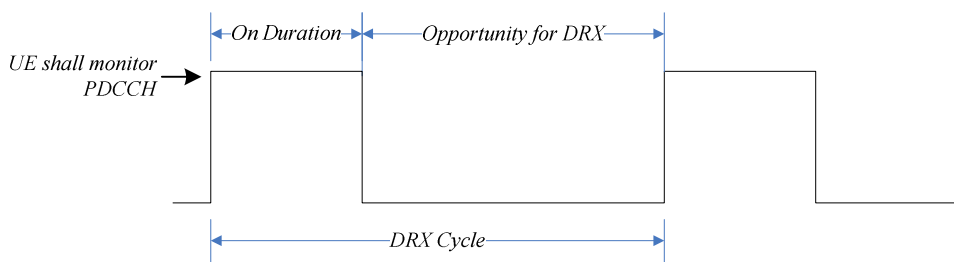 On Duration
Opportunity for DRX
UE shall monitor
PDCCH
DRX Cycle